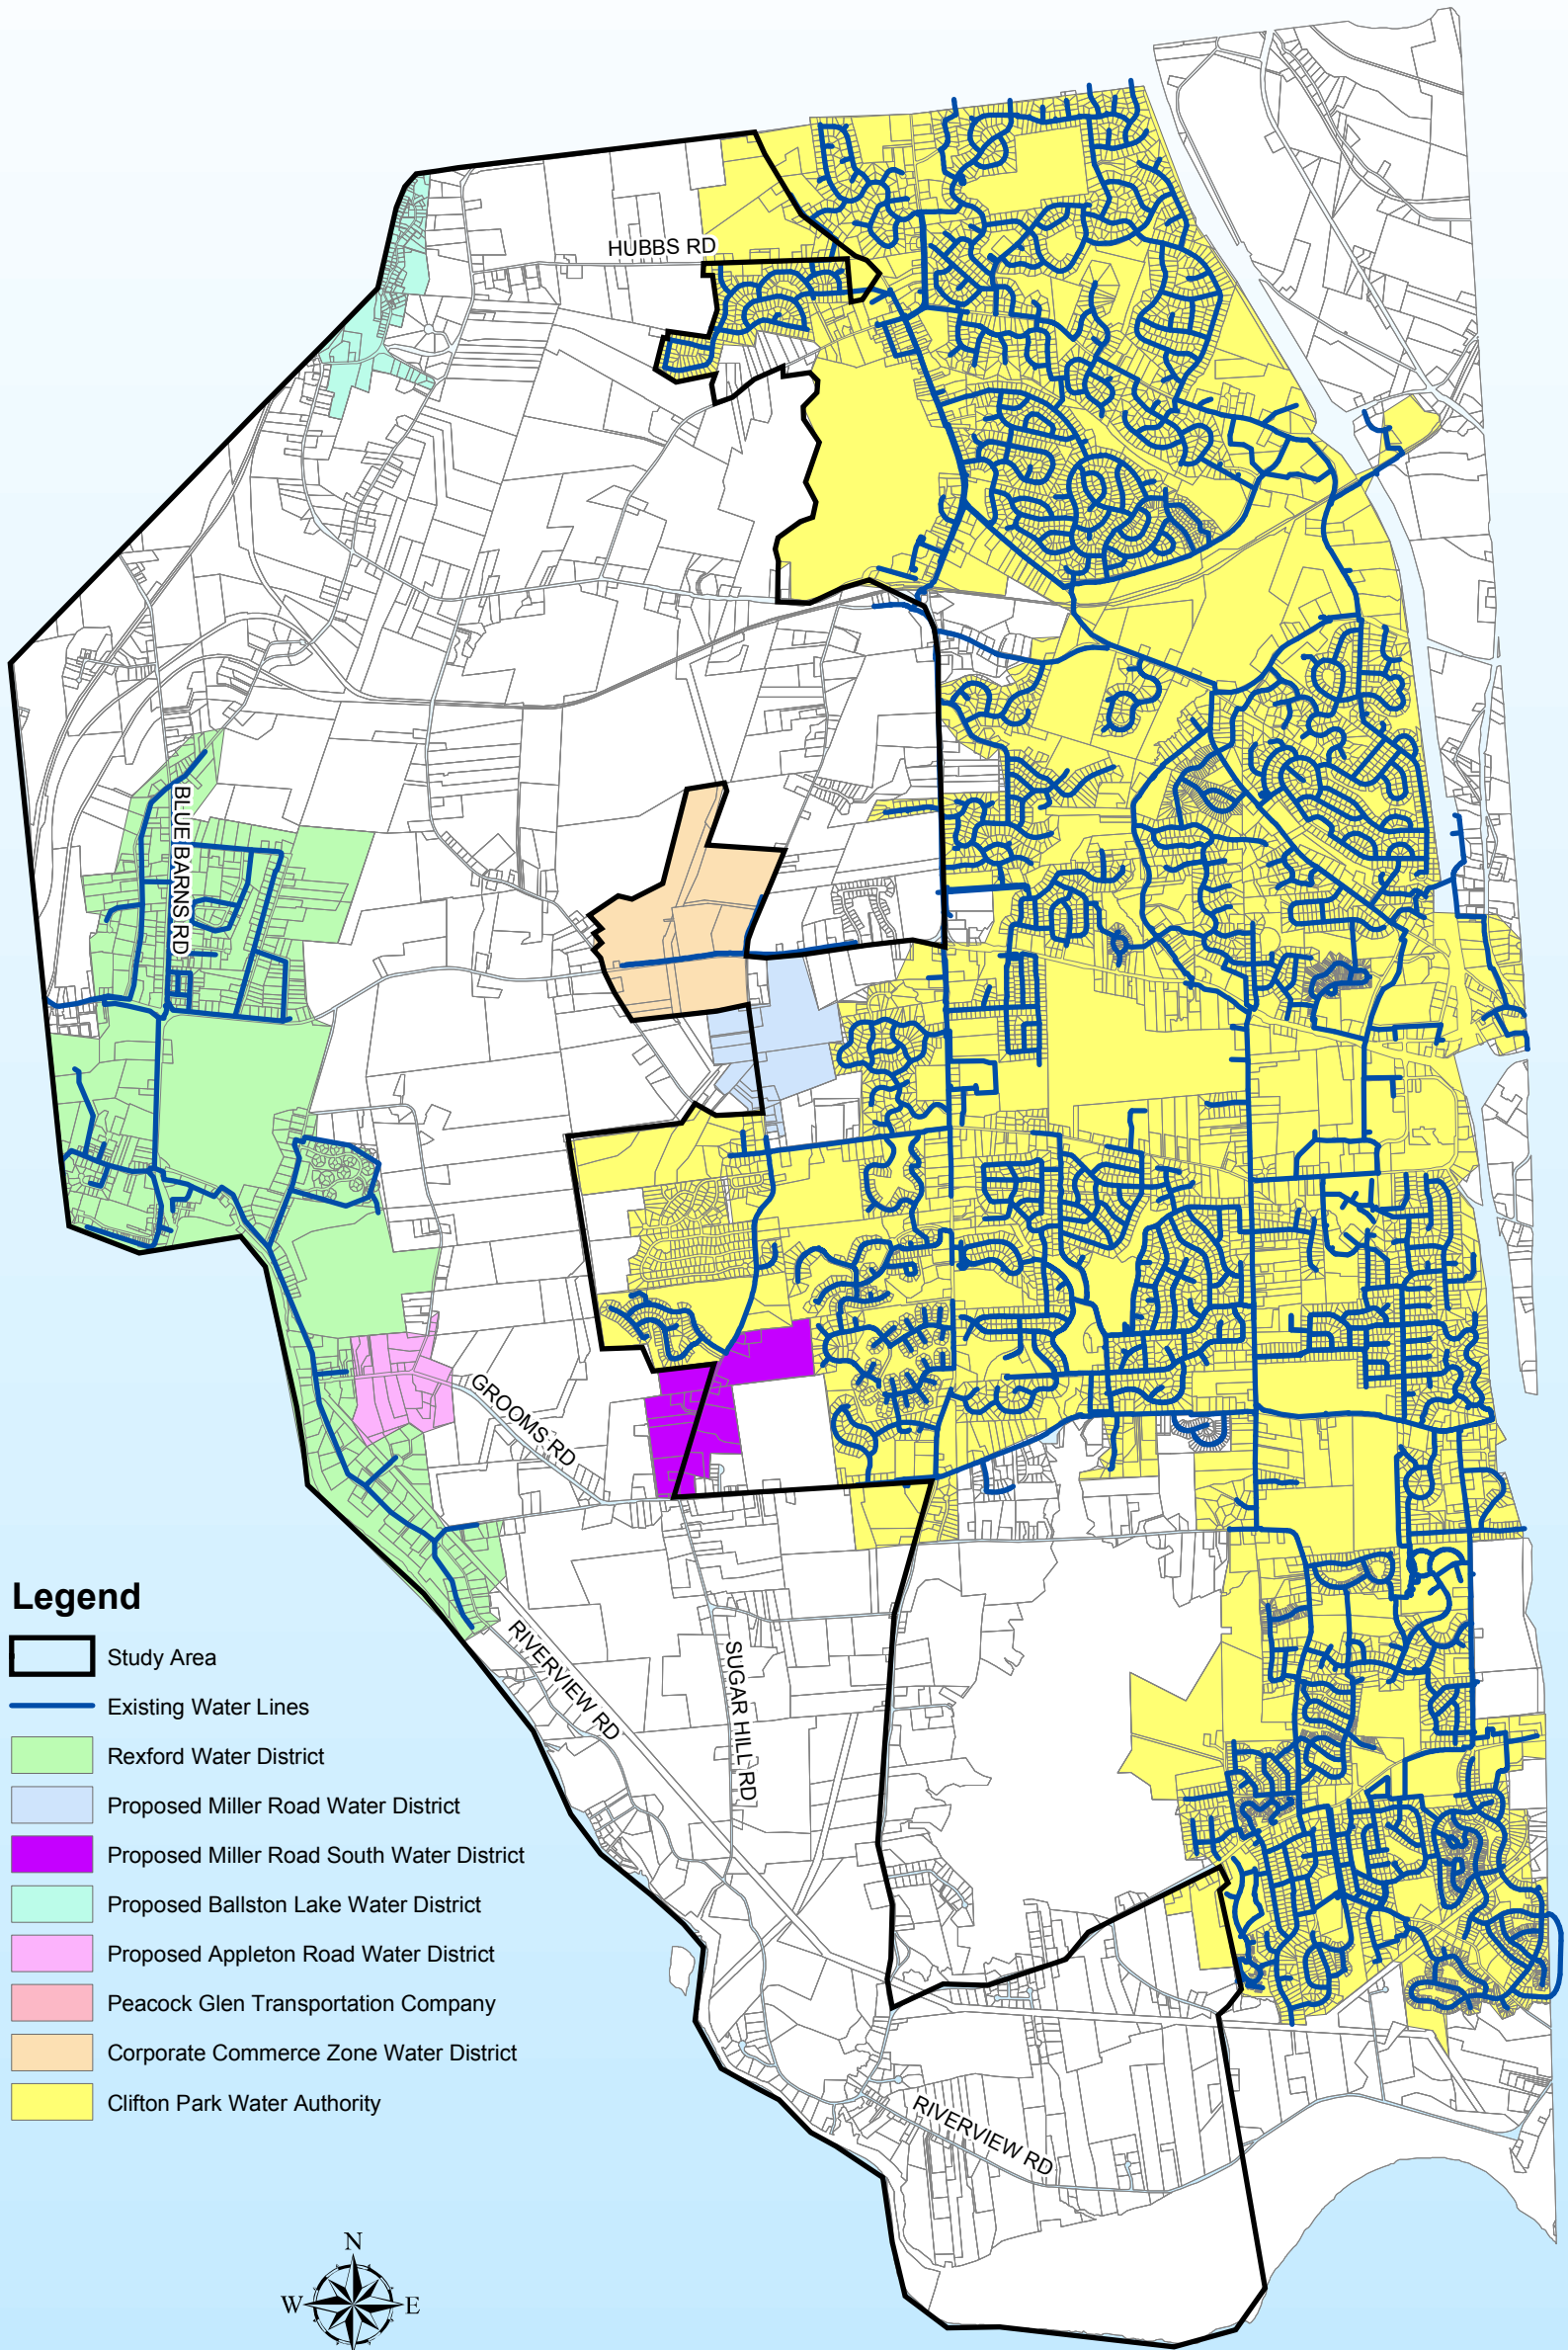 HUBBS RD
BLUE BARNS RD
GROOMS RD
RIVERVIEW RD
SUGAR HILL RD
RIVERVIEW RD
Legend
Study Area
Existing Water Lines
Rexford Water District
Proposed Miller Road Water District
Proposed Miller Road South Water District
Proposed Ballston Lake Water District
Proposed Appleton Road Water District
Peacock Glen Transportation Company
Corporate Commerce Zone Water District
Clifton Park Water Authority
N
W E